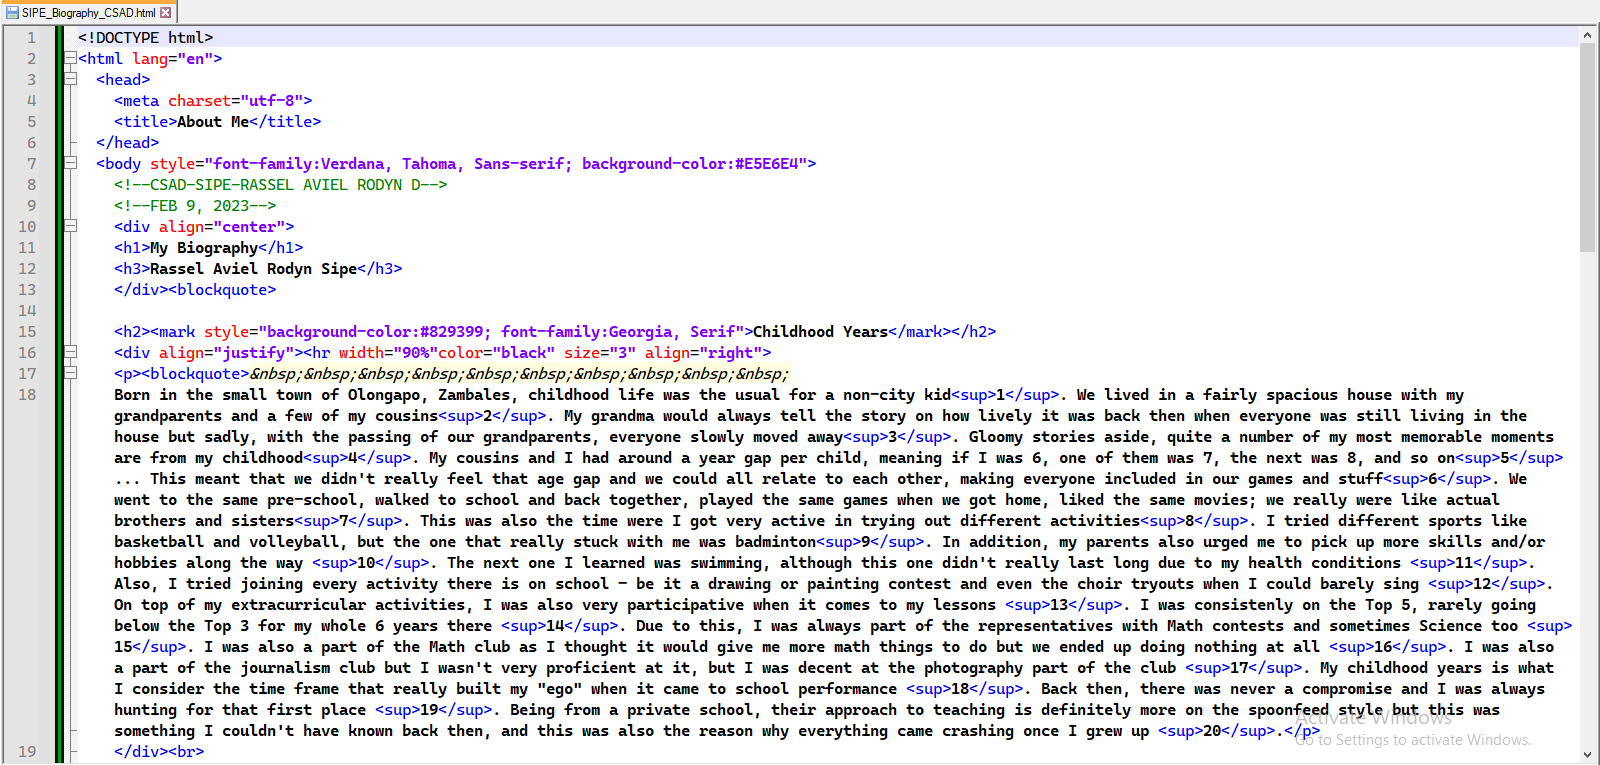 SIPE_Biography_CSAD.html
1 <!DOCTYPE html>
2 <html lang="en">
3 <head>
4 <meta charset="utf-8">
5 <title>About Me</title>
6 </head>
7 <body style="font-family:Verdana, Tahoma, Sans-serif; background-color:#E5E6E4">
8 <!--CSAD-SIPE-RASSEL AVIEL RODYN D-->
9 <!--FEB 9, 2023-->
10 <div align="center">
11 <h1>My Biography</h1>
12 <h3>Rassel Aviel Rodyn Sipe</h3>
13 </div><blockquote>
14
15 <h2><mark style="background-color:#829399; font-family:Georgia, Serif">Childhood Years</mark></h2>
16 <div align="justify"><hr width="90%"color="black" size="3" align="right">
17 <p><blockquote>&nbsp;&nbsp;&nbsp;&nbsp;&nbsp;&nbsp;&nbsp;&nbsp;&nbsp;&nbsp;
18 Born in the small town of Olongapo, Zambales, childhood life was the usual for a non-city kid<sup>1</sup>. We lived in a fairly spacious house with my
grandparents and a few of my cousins<sup>2</sup>. My grandma would always tell the story on how lively it was back then when everyone was still living in the
house but sadly, with the passing of our grandparents, everyone slowly moved away<sup>3</sup>. Gloomy stories aside, quite a number of my most memorable moments
are from my childhood<sup>4</sup>. My cousins and I had around a year gap per child, meaning if I was 6, one of them was 7, the next was 8, and so on<sup>5</sup>
... This meant that we didn't really feel that age gap and we could all relate to each other, making everyone included in our games and stuff<sup>6</sup>. We
went to the same pre-school, walked to school and back together, played the same games when we got home, liked the same movies; we really were like actual
brothers and sisters<sup>7</sup>. This was also the time were I got very active in trying out different activities<sup>8</sup>. I tried different sports like
basketball and volleyball, but the one that really stuck with me was badminton<sup>9</sup>. In addition, my parents also urged me to pick up more skills and/or
hobbies along the way <sup>10</sup>. The next one I learned was swimming, although this one didn't really last long due to my health conditions <sup>11</sup>.
Also, I tried joining every activity there is on school - be it a drawing or painting contest and even the choir tryouts when I could barely sing <sup>12</sup>.
On top of my extracurricular activities, I was also very participative when it comes to my lessons <sup>13</sup>. I was consistenly on the Top 5, rarely going
below the Top 3 for my whole 6 years there <sup>14</sup>. Due to this, I was always part of the representatives with Math contests and sometimes Science too <sup>
15</sup>. I was also a part of the Math club as I thought it would give me more math things to do but we ended up doing nothing at all <sup>16</sup>. I was also
a part of the journalism club but I wasn't very proficient at it, but I was decent at the photography part of the club <sup>17</sup>. My childhood years is what
I consider the time frame that really built my "ego" when it came to school performance <sup>18</sup>. Back then, there was never a compromise and I was always
hunting for that first place <sup>19</sup>. Being from a private school, their approach to teaching is definitely more on the spoonfeed style but this was
something I couldn't have known back then, and this was also the reason why everything came crashing once I grew up <sup>20</sup>.</p>
19 </div><br>
Activate Windows
Go to Settings to activate Windows.